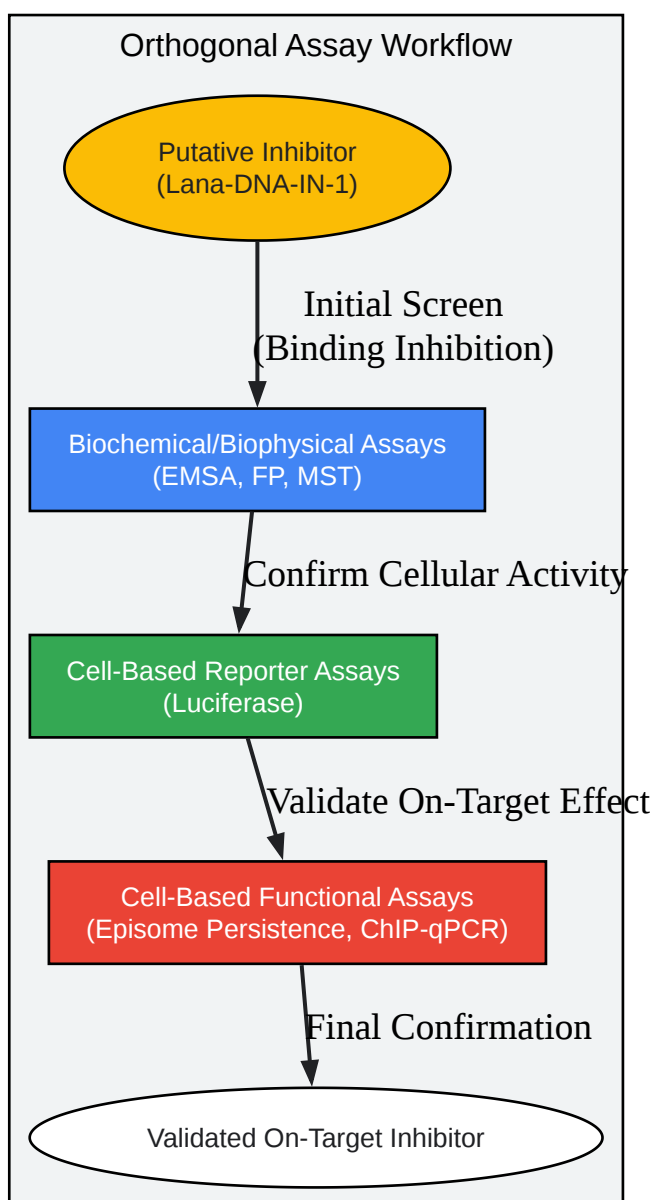 Orthogonal Assay Workflow
Putative Inhibitor
(Lana-DNA-IN-1)
Initial Screen
(Binding Inhibition)
Biochemical/Biophysical Assays
(EMSA, FP, MST)
Confirm Cellular Activity
Cell-Based Reporter Assays
(Luciferase)
Validate On-Target Effect
Cell-Based Functional Assays
(Episome Persistence, ChIP-qPCR)
Final Confirmation
Validated On-Target Inhibitor